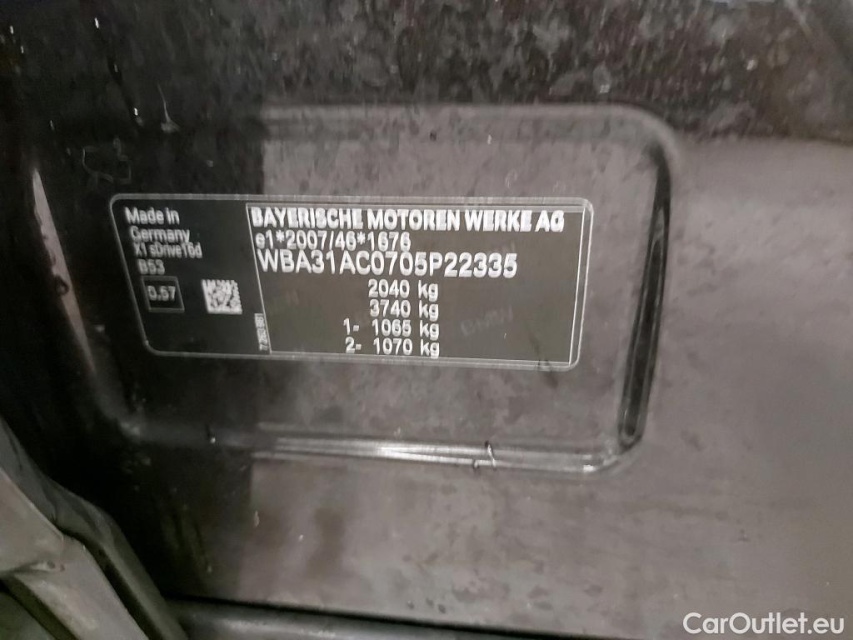 Made in
Germany
X1 sDrive16d
B53
0.57
BAYERISCHE MOTOREN WERKE AG
e1*2007/46*1676
WBA31AC0705P22335
2040 kg
3740 kg
1- 1065 kg
2- 1070 kg
CarOutlet.eu